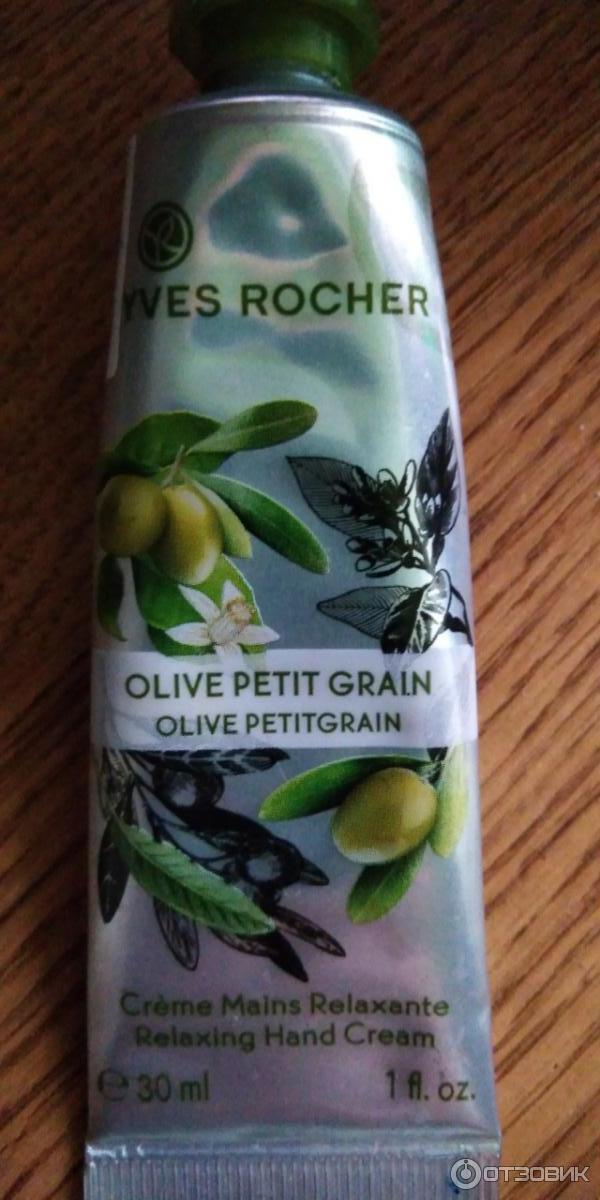 YVES ROCHER
OLIVE PETIT GRAIN
OLIVE PETITGRAIN
Crème Mains Relaxante
Relaxing Hand Cream
℮ 30 ml 1 fl. oz.
ОТЗОВИК